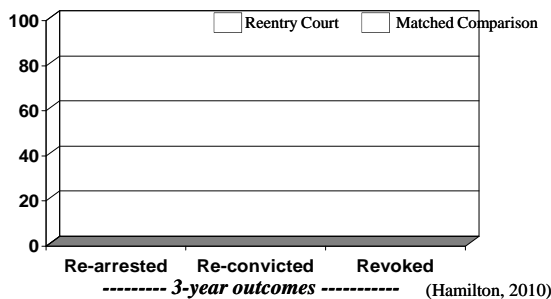 Reentry Court Matched Comparison
100
80
60
40
20
0
Re-arrested Re-convicted Revoked
--------- 3-year outcomes ----------- (Hamilton, 2010)